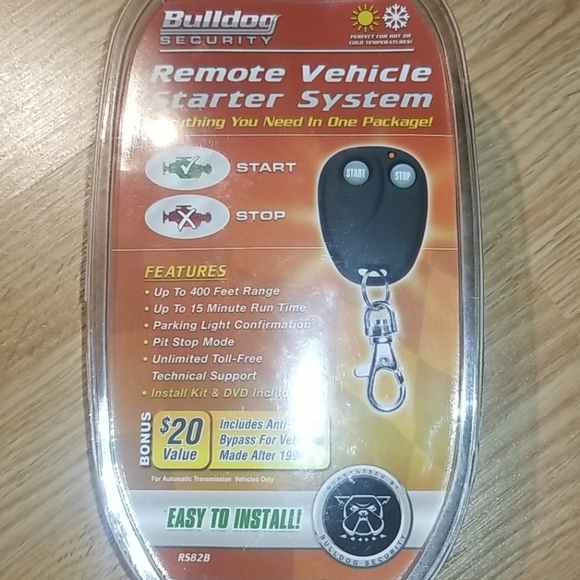 Bulldog
SECURITY
PERFECT FOR HOT OR
COLD TEMPERATURES!
Remote Vehicle
Starter System
Everything You Need In One Package!
START
STOP
START
STOP
FEATURES
• Up To 400 Feet Range
• Up To 15 Minute Run Time
• Parking Light Confirmation
• Pit Stop Mode
• Unlimited Toll-Free
Technical Support
• Install Kit & DVD
BONUS
$20
Value
Includes
Bypass For
Made After
For Automatic Transmission Vehicles Only
EASY TO INSTALL!
GUARANTEED BY
BULLDOG SECURITY
RS82B